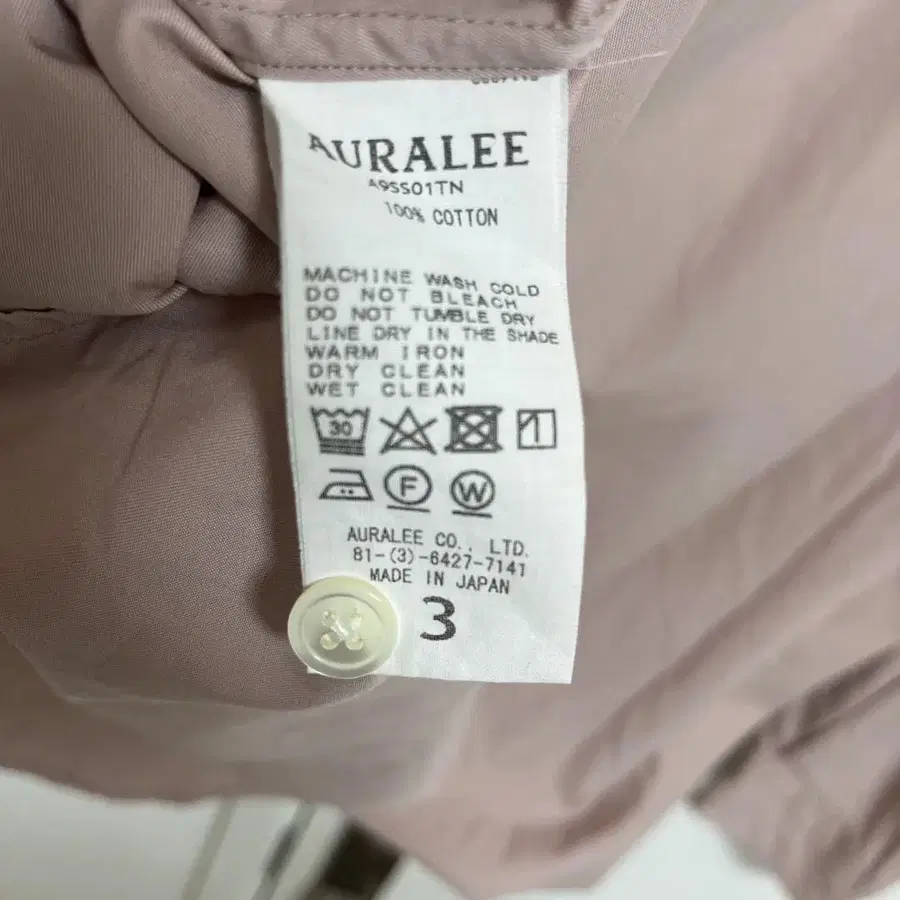 AURALEE
A9SS01TN
100% COTTON
MACHINE WASH COLD
DO NOT BLEACH
DO NOT TUMBLE DRY
LINE DRY IN THE SHADE
WARM IRON
DRY CLEAN
WET CLEAN
30
F W
AURALEE CO., LTD.
81-(3)-6427-7141
MADE IN JAPAN
3